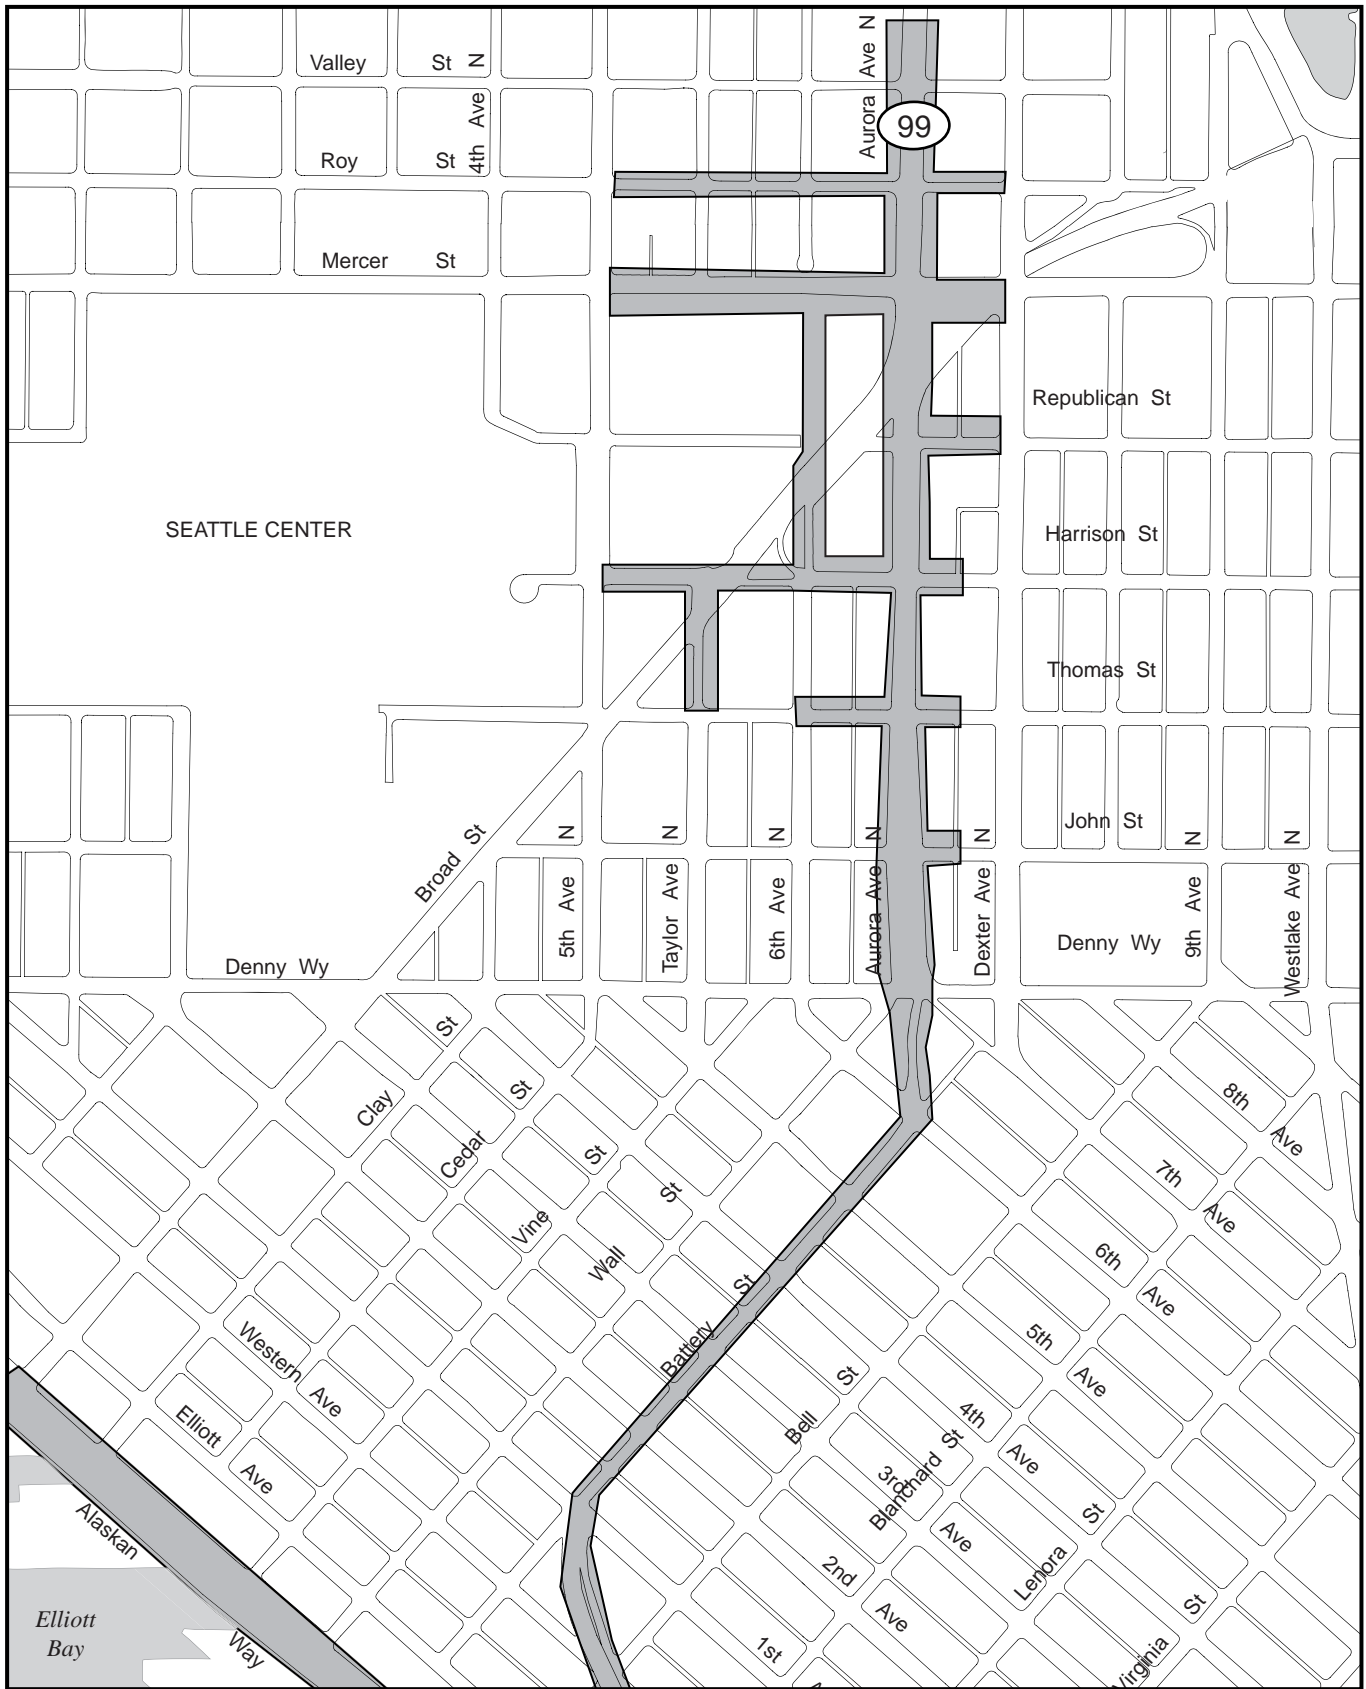 Valley St
4th Ave N
Aurora Ave N
99
Roy St
Mercer St
Republican St
SEATTLE CENTER
Harrison St
Thomas St
John St
Broad St
5th Ave N
Taylor Ave N
6th Ave N
Aurora Ave N
Dexter Ave N
9th Ave N
Westlake Ave N
Denny Wy
Denny Wy
Clay St
Cedar St
Vine St
Wall St
Battery St
Bell St
Blanchard St
Lenora St
Virginia St
8th Ave
7th Ave
6th Ave
5th Ave
4th Ave
3rd Ave
2nd Ave
1st
Western Ave
Elliott Ave
Alaskan Way
Elliott
Bay